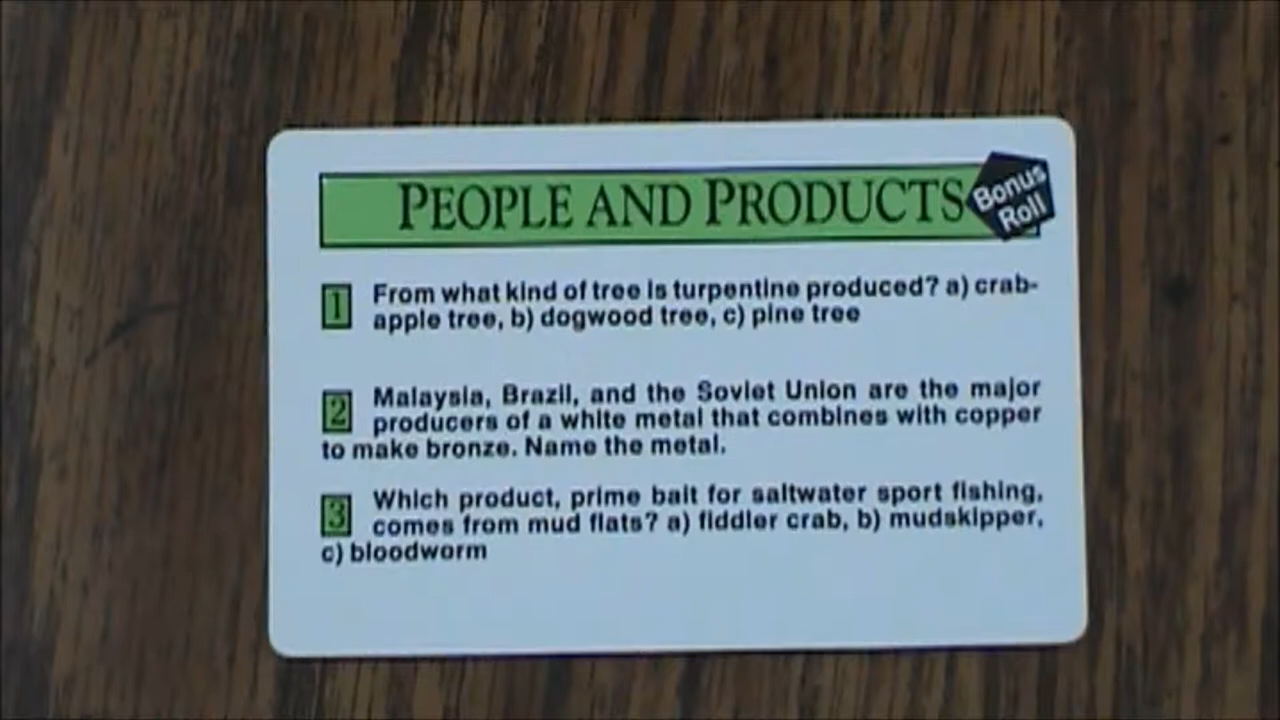 PEOPLE AND PRODUCTS
Bonus
Roll
1 From what kind of tree is turpentine produced? a) crab-
apple tree, b) dogwood tree, c) pine tree
2 Malaysia, Brazil, and the Soviet Union are the major
producers of a white metal that combines with copper
to make bronze. Name the metal.
3 Which product, prime bait for saltwater sport fishing,
comes from mud flats? a) fiddler crab, b) mudskipper,
c) bloodworm